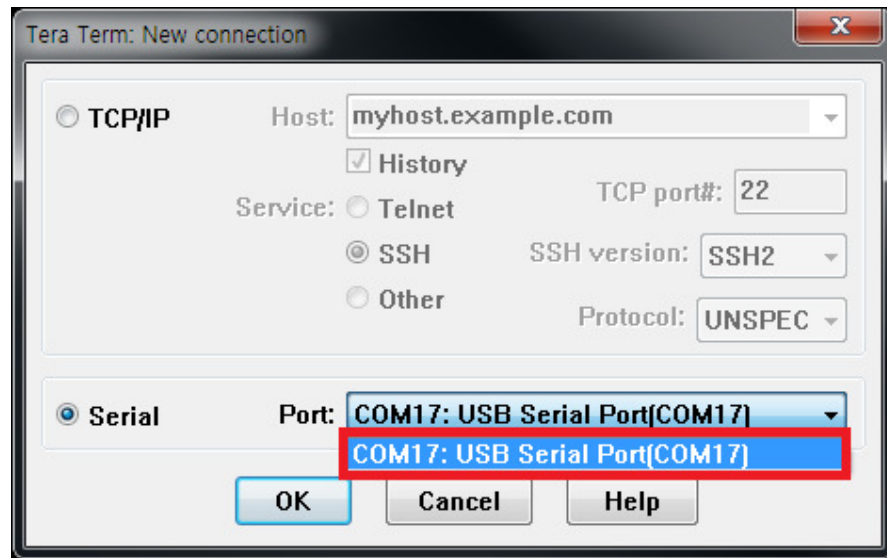 Tera Term: New connection
TCP/IP
Host: myhost.example.com
History
Service: Telnet
TCP port#: 22
SSH
SSH version: SSH2
Other
Protocol: UNSPEC
Serial
Port: COM17: USB Serial Port(COM17)
COM17: USB Serial Port(COM17)
OK
Cancel
Help